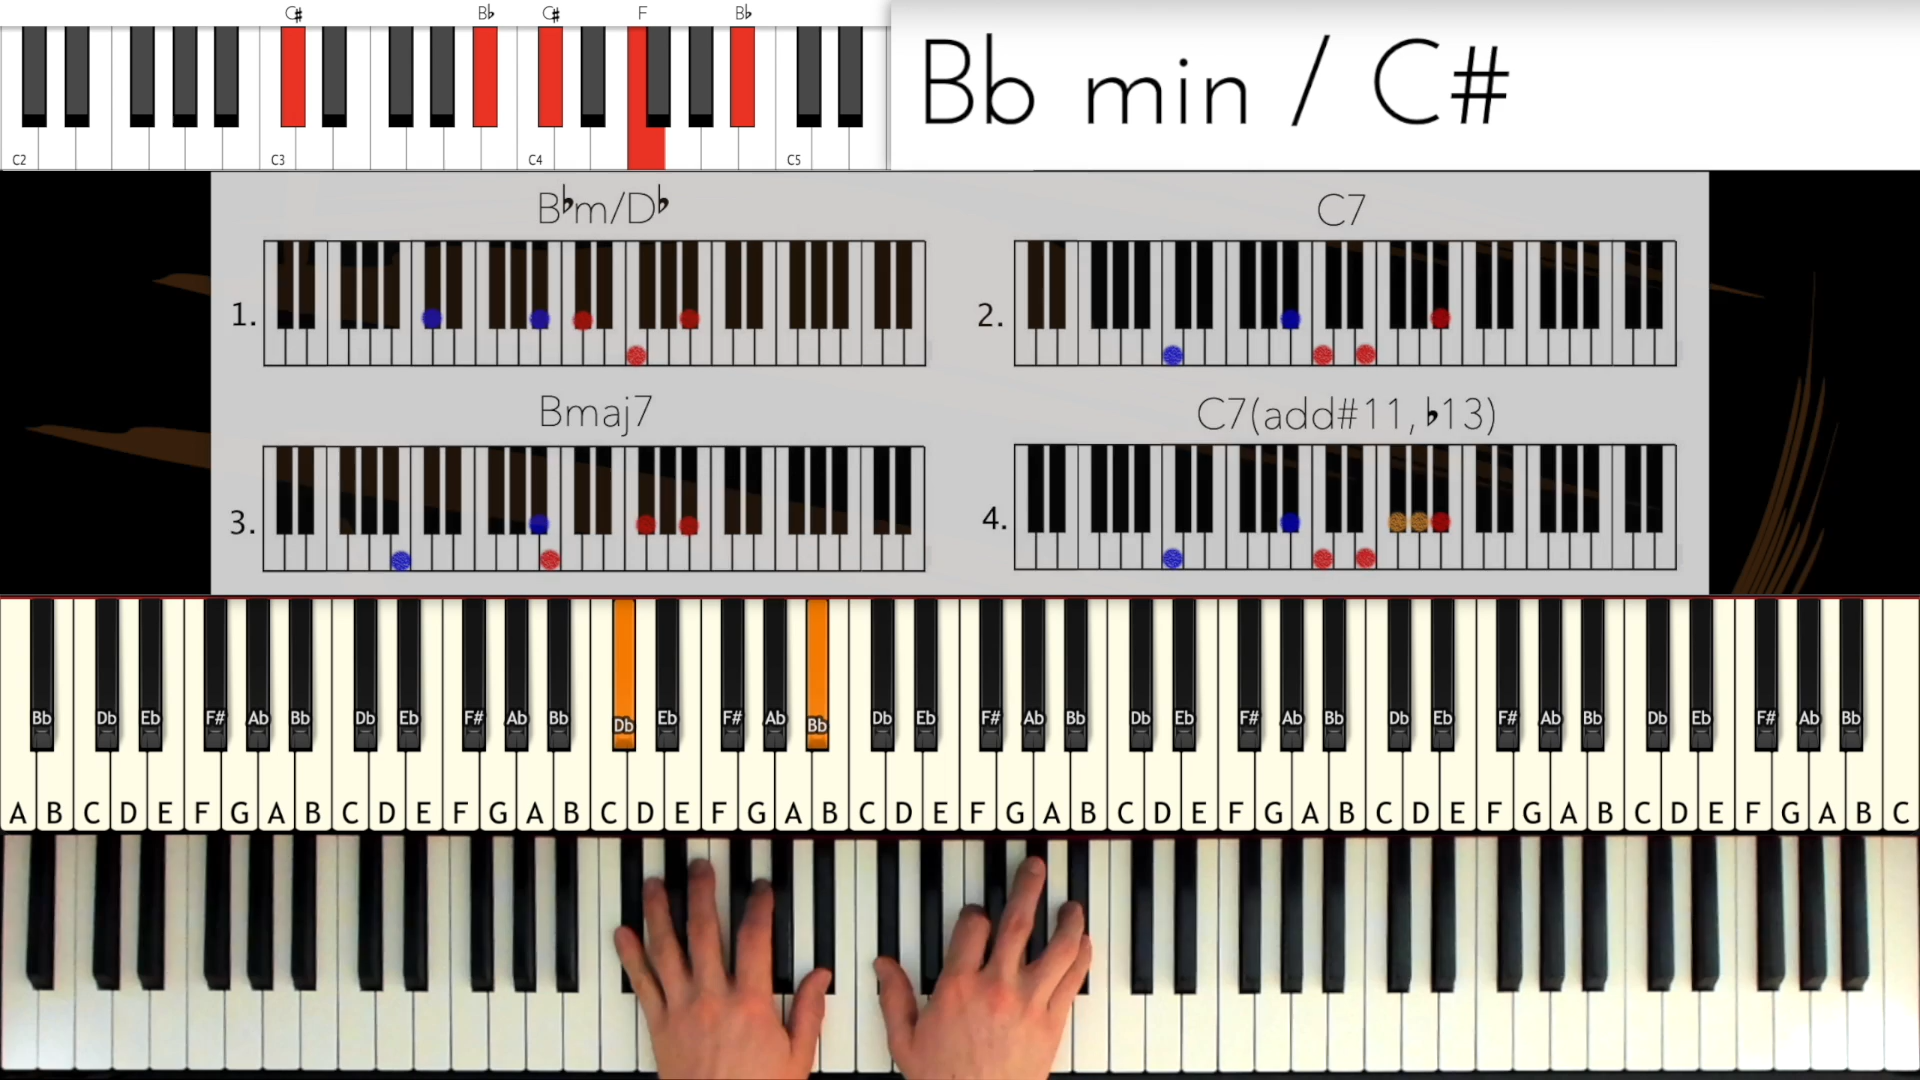 C# Bb C# F Bb
C2 C3 C4 C5
Bb min / C#
B♭m/D♭
C7
1.
2.
Bmaj7
C7(add#11,♭13)
3.
4.
Bb Db Eb F# Ab Bb Db Eb F# Ab Bb Db Eb F# Ab Bb Db Eb F# Ab Bb Db Eb F# Ab Bb Db Eb F# Ab Bb Db Eb F# Ab Bb
A B C D E F G A B C D E F G A B C D E F G A B C D E F G A B C D E F G A B C D E F G A B C D E F G A B C